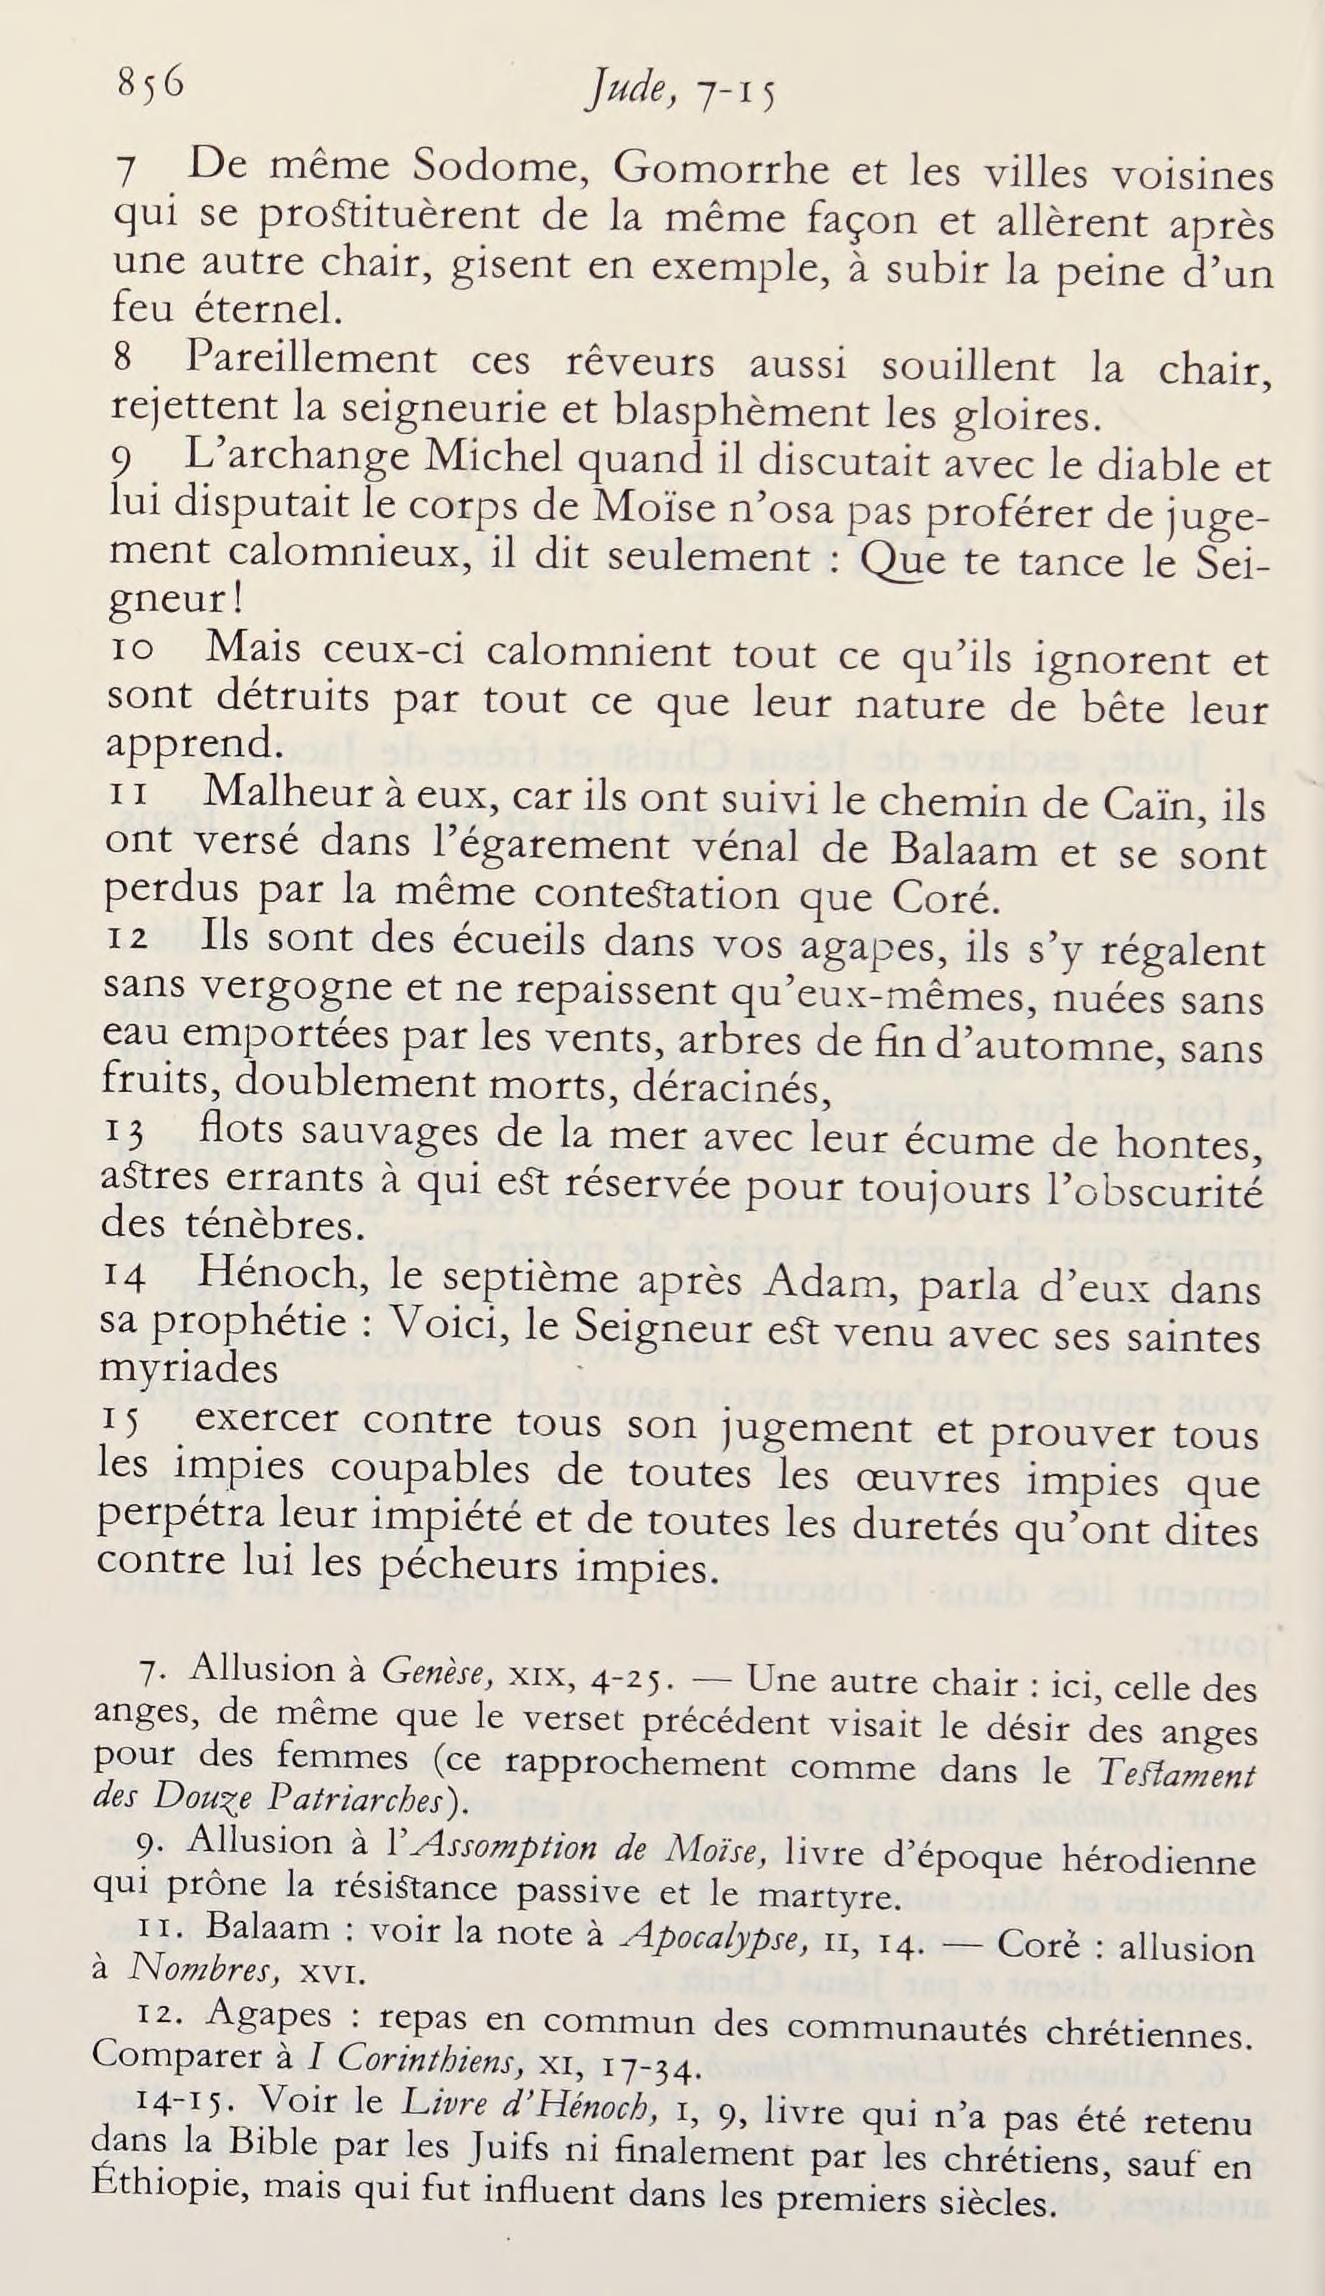 856
Jude, 7-15
7 De même Sodome, Gomorrhe et les villes voisines
qui se prostituèrent de la même façon et allèrent après
une autre chair, gisent en exemple, à subir la peine d’un
feu éternel.
8 Pareillement ces rêveurs aussi souillent la chair,
rejettent la seigneurie et blasphèment les gloires.
9 L’archange Michel quand il discutait avec le diable et
lui disputait le corps de Moïse n’osa pas proférer de juge-
ment calomnieux, il dit seulement : Que te tance le Sei-
gneur !
10 Mais ceux-ci calomnient tout ce qu’ils ignorent et
sont détruits par tout ce que leur nature de bête leur
apprend.
11 Malheur à eux, car ils ont suivi le chemin de Caïn, ils
ont versé dans l’égarement vénal de Balaam et se sont
perdus par la même contestation que Coré.
12 Ils sont des écueils dans vos agapes, ils s’y régalent
sans vergogne et ne repaissent qu’eux-mêmes, nuées sans
eau emportées par les vents, arbres de fin d’automne, sans
fruits, doublement morts, déracinés,
13 flots sauvages de la mer avec leur écume de hontes,
astres errants à qui est réservée pour toujours l’obscurité
des ténèbres.
14 Hénoch, le septième après Adam, parla d’eux dans
sa prophétie : Voici, le Seigneur est venu avec ses saintes
myriades
15 exercer contre tous son jugement et prouver tous
les impies coupables de toutes les œuvres impies que
perpétra leur impiété et de toutes les duretés qu’ont dites
contre lui les pécheurs impies.
7. Allusion à Genèse, XIX, 4-25. — Une autre chair : ici, celle des
anges, de même que le verset précédent visait le désir des anges
pour des femmes (ce rapprochement comme dans le Testament
des Douze Patriarches).
9. Allusion à l’Assomption de Moïse, livre d’époque hérodienne
qui prône la résistance passive et le martyre.
11. Balaam : voir la note à Apocalypse, II, 14. — Coré : allusion
à Nombres, XVI.
12. Agapes : repas en commun des communautés chrétiennes.
Comparer à I Corinthiens, XI, 17-34.
14-15. Voir le Livre d’Hénoch, I, 9, livre qui n’a pas été retenu
dans la Bible par les Juifs ni finalement par les chrétiens, sauf en
Éthiopie, mais qui fut influent dans les premiers siècles.